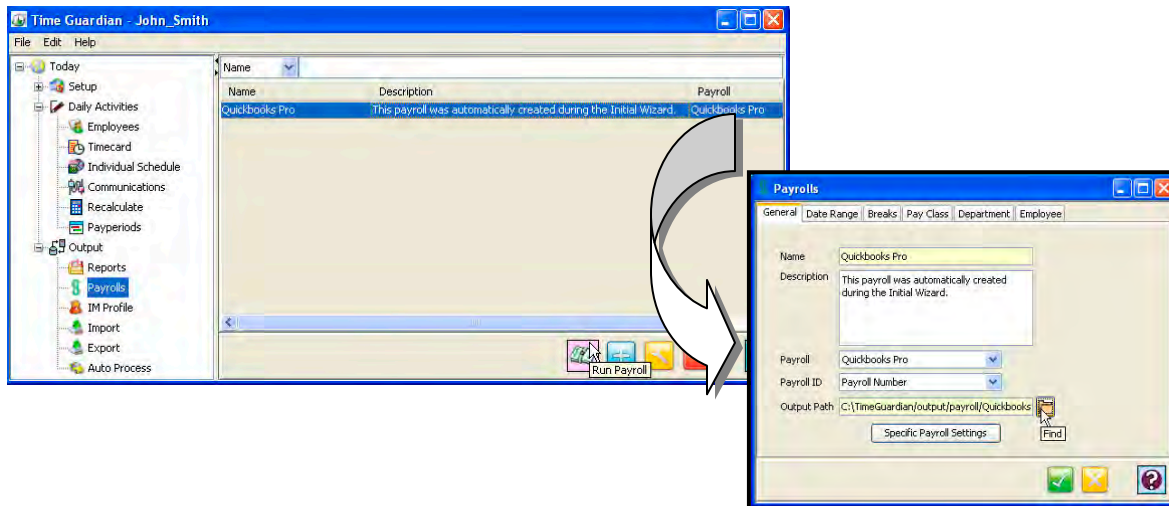 Time Guardian - John_Smith
File Edit Help
Today
Setup
Daily Activities
Employees
Timecard
Individual Schedule
Communications
Recalculate
Payperiods
Output
Reports
Payrolls
IM Profile
Import
Export
Auto Process
Name
Name Description Payroll
Quickbooks Pro This payroll was automatically created during the Initial Wizard. Quickbooks Pro
Run Payroll
Payrolls
General Date Range Breaks Pay Class Department Employee
Name Quickbooks Pro
Description This payroll was automatically created
during the Initial Wizard.
Payroll Quickbooks Pro
Payroll ID Payroll Number
Output Path C:\TimeGuardian/output/payroll/Quickbooks
Specific Payroll Settings
Find